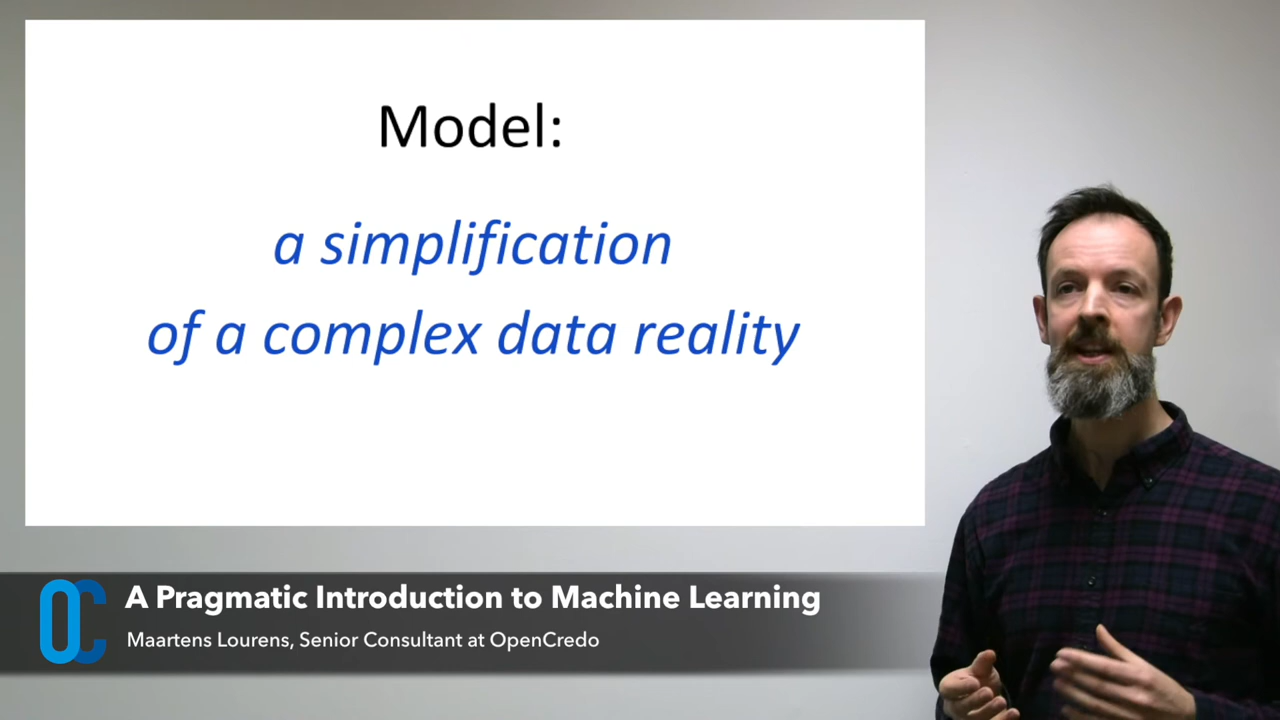 Model:
a simplification
of a complex data reality
OC
A Pragmatic Introduction to Machine Learning
Maartens Lourens, Senior Consultant at OpenCredo